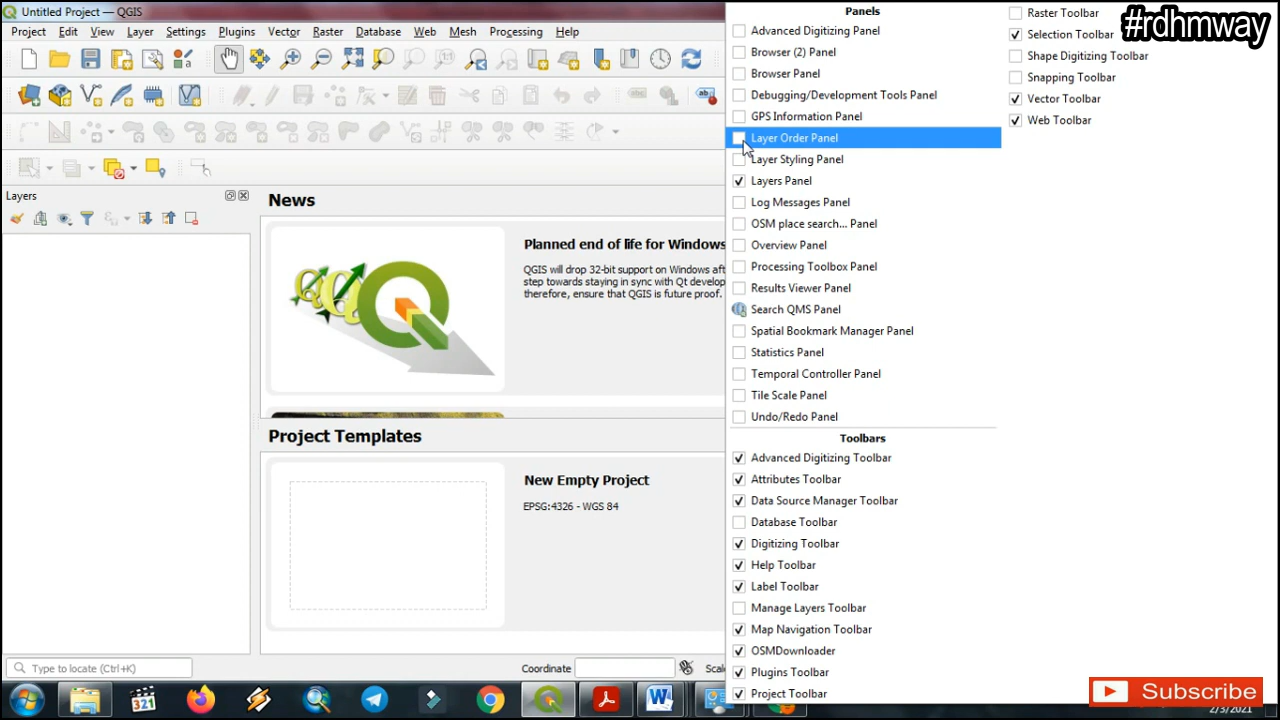 Untitled Project — QGIS
Project Edit View Layer Settings Plugins Vector Raster Database Web Mesh Processing Help
abc
Layers
News
Planned end of life for Windows
QGIS will drop 32-bit support on Windows aft
step towards staying in sync with Qt develop
therefore, ensure that QGIS is future proof.
Project Templates
New Empty Project
EPSG:4326 - WGS 84
Type to locate (Ctrl+K)
Coordinate
Scale
Panels
Advanced Digitizing Panel
Browser (2) Panel
Browser Panel
Debugging/Development Tools Panel
GPS Information Panel
Layer Order Panel
Layer Styling Panel
Layers Panel
Log Messages Panel
OSM place search... Panel
Overview Panel
Processing Toolbox Panel
Results Viewer Panel
Search QMS Panel
Spatial Bookmark Manager Panel
Statistics Panel
Temporal Controller Panel
Tile Scale Panel
Undo/Redo Panel
Toolbars
Advanced Digitizing Toolbar
Attributes Toolbar
Data Source Manager Toolbar
Database Toolbar
Digitizing Toolbar
Help Toolbar
Label Toolbar
Manage Layers Toolbar
Map Navigation Toolbar
OSMDownloader
Plugins Toolbar
Project Toolbar
Raster Toolbar
Selection Toolbar
Shape Digitizing Toolbar
Snapping Toolbar
Vector Toolbar
Web Toolbar
#rdhmway
321
W
Subscribe
2/3/2021